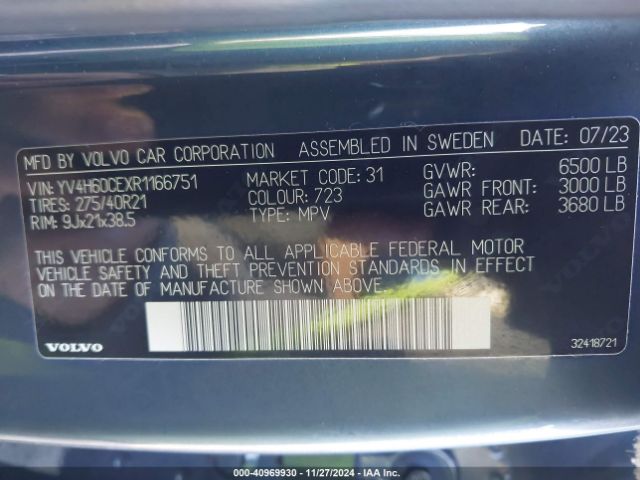 MFD BY VOLVO CAR CORPORATION ASSEMBLED IN SWEDEN DATE: 07/23
VIN: YV4H60CEXR1166751 MARKET CODE: 31 GVWR: 6500 LB
TIRES: 275/40R21 COLOUR: 723 GAWR FRONT: 3000 LB
RIM: 9Jx21x38.5 TYPE: MPV GAWR REAR: 3680 LB
THIS VEHICLE CONFORMS TO ALL APPLICABLE FEDERAL MOTOR
VEHICLE SAFETY AND THEFT PREVENTION STANDARDS IN EFFECT
ON THE DATE OF MANUFACTURE SHOWN ABOVE.
VOLVO 32418721
(USA) - 40969930 - 11/27/2024 - IAA Inc.